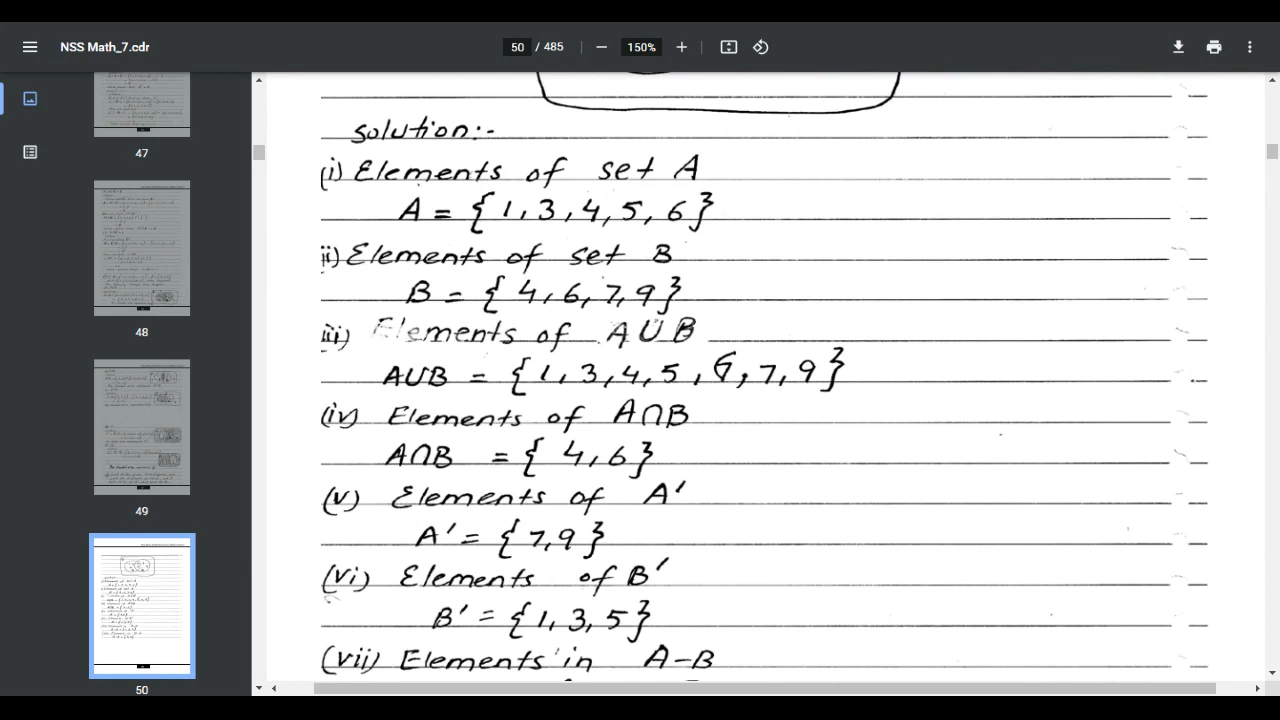 NSS Math_7.cdr
50 / 485
150%
47
48
49
50
Solution:-
(i) Elements of set A
A = { 1, 3, 4, 5, 6 }
ii) Elements of set B
B = { 4, 6, 7, 9 }
iii) Elements of A ∪ B
A∪B = { 1, 3, 4, 5, 6, 7, 9 }
(iv) Elements of A∩B
A∩B = { 4, 6 }
(v) Elements of A'
A' = { 7, 9 }
(vi) Elements of B'
B' = { 1, 3, 5 }
(vii) Elements in A-B